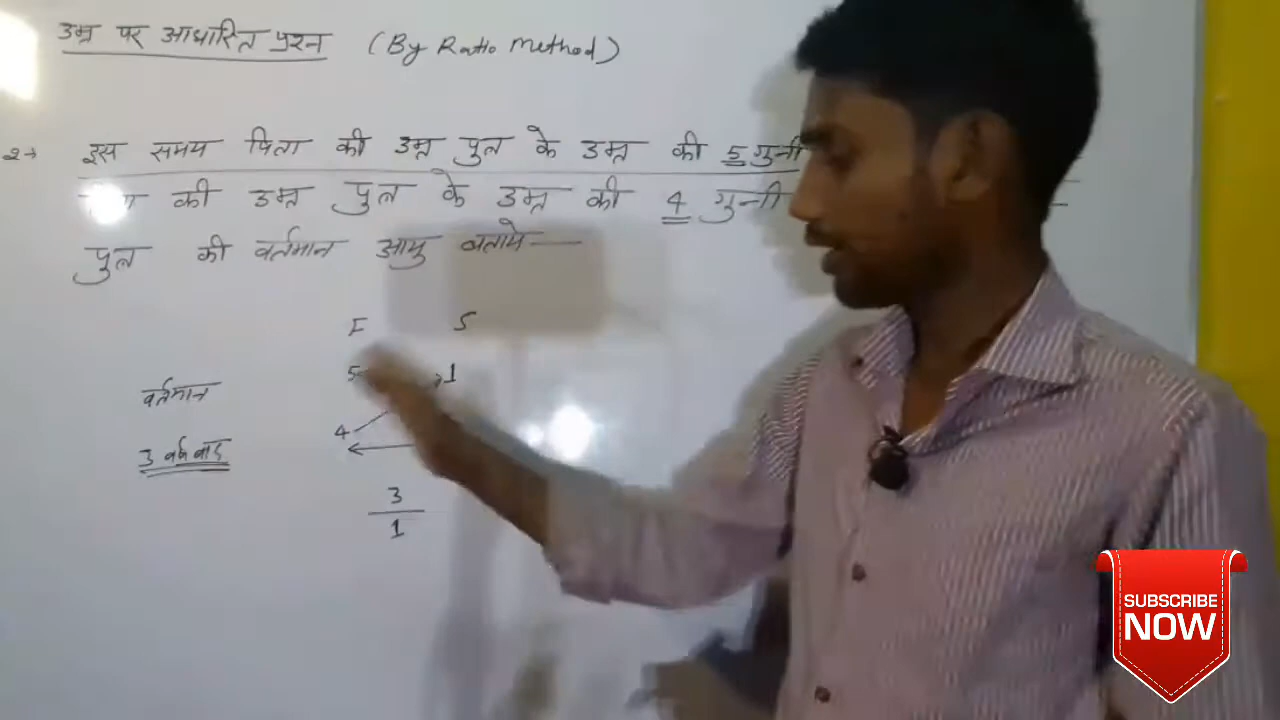 उम्र पर आधारित प्रश्न (By Ratio Method)
2→ इस समय पिता की उम्र पुत्र के उम्र की 5 गुनी
की उम्र पुत्र के उम्र की 4 गुनी
पुत्र की वर्तमान आयु बताये
F S
वर्तमान 5 1
3 वर्ष बाद 4
3
1
SUBSCRIBE
NOW